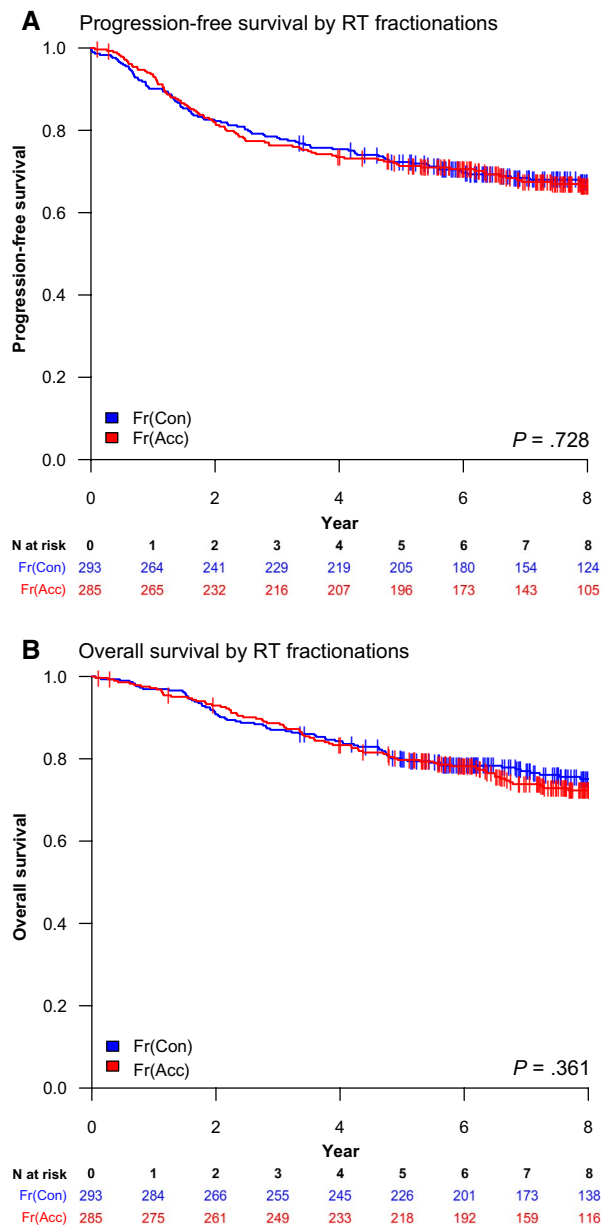 A Progression-free survival by RT fractionations
1.0
0.8
0.6
0.4
0.2
0.0
Progression-free survival
Fr(Con)
Fr(Acc)
P = .728
0 2 4 6 8
Year
N at risk 0 1 2 3 4 5 6 7 8
Fr(Con) 293 264 241 229 219 205 180 154 124
Fr(Acc) 285 265 232 216 207 196 173 143 105
B Overall survival by RT fractionations
1.0
0.8
0.6
0.4
0.2
0.0
Overall survival
Fr(Con)
Fr(Acc)
P = .361
0 2 4 6 8
Year
N at risk 0 1 2 3 4 5 6 7 8
Fr(Con) 293 284 266 255 245 226 201 173 138
Fr(Acc) 285 275 261 249 233 218 192 159 116